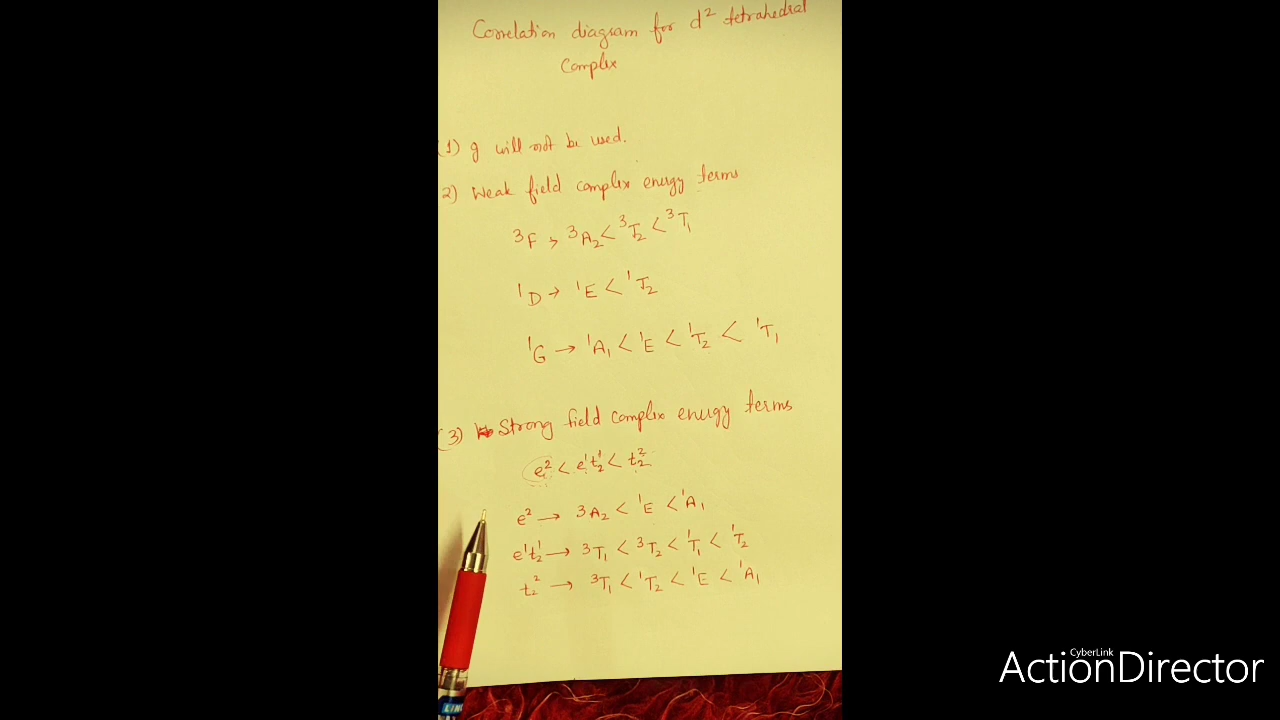 Correlation diagram for d² tetrahedral
Complex
(1) g will not be used.
2) Weak field complex energy terms
³F → ³A₂ < ³T₂ < ³T₁
¹D → ¹E < ¹T₂
¹G → ¹A₁ < ¹E < ¹T₂ < ¹T₁
(3) Strong field complex energy terms
e² < e¹t₂¹ < t₂²
e² → ³A₂ < ¹E < ¹A₁
e¹t₂¹ → ³T₁ < ³T₂ < ¹T₁ < ¹T₂
t₂² → ³T₁ < ¹T₂ < ¹E < ¹A₁
CyberLink
ActionDirector